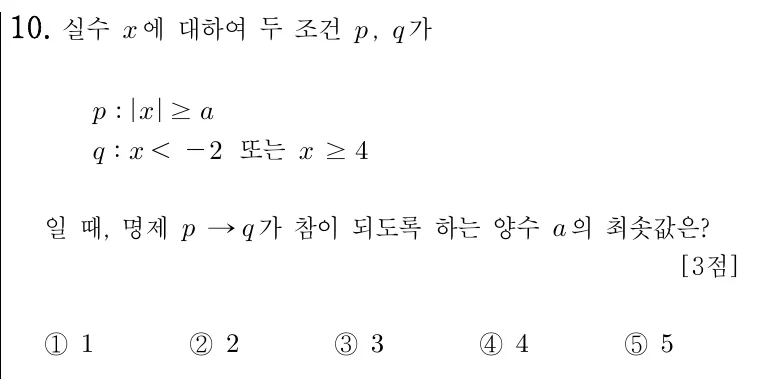 10. 실수 x에 대하여 두 조건 p, q가
p : |x| ≥ a
q : x < −2 또는 x ≥ 4
일 때, 명제 p → q가 참이 되도록 하는 양수 a의 최솟값은?
[3점]
① 1 ② 2 ③ 3 ④ 4 ⑤ 5